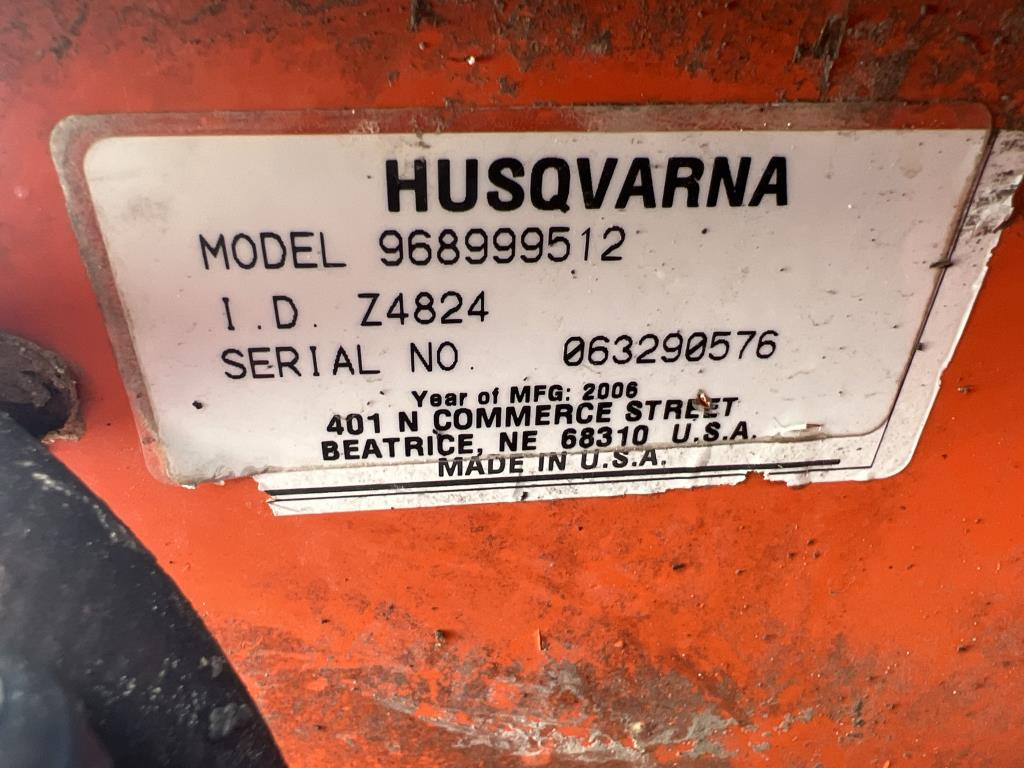 HUSQVARNA
MODEL 968999512
I.D. Z4824
SERIAL NO. 063290576
Year of MFG: 2006
401 N COMMERCE STREET
BEATRICE, NE 68310 U.S.A.
MADE IN U.S.A.